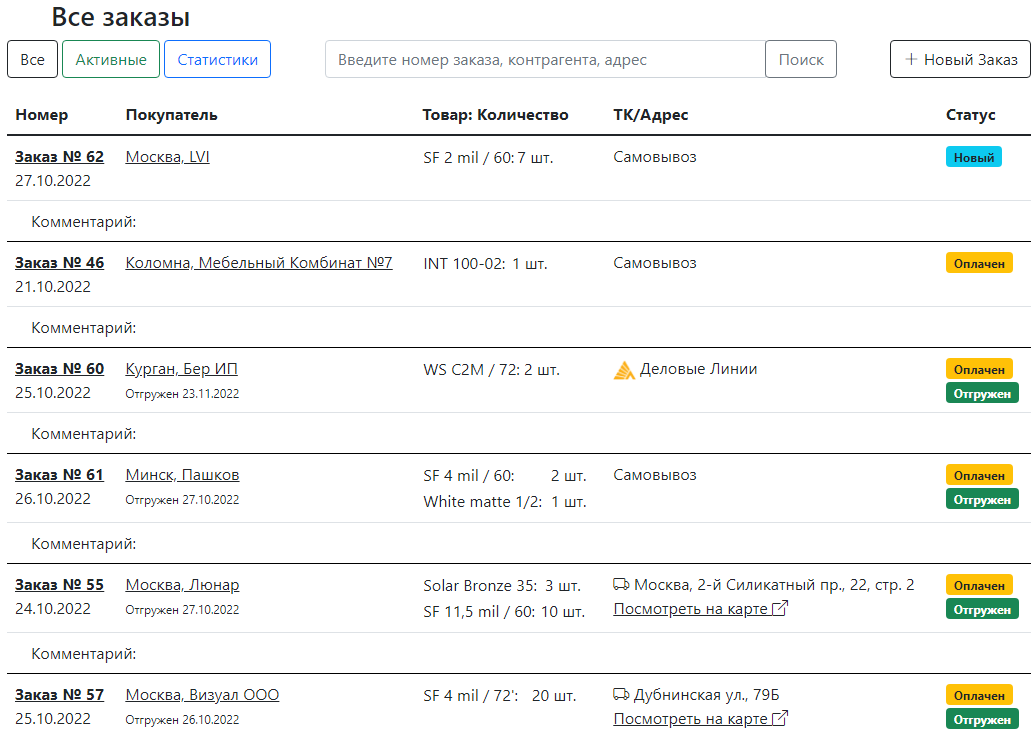 Все заказы
Все Активные Статистики Введите номер заказа, контрагента, адрес Поиск + Новый Заказ
Номер Покупатель Товар: Количество ТК/Адрес Статус
Заказ № 62 Москва, LVI SF 2 mil / 60: 7 шт. Самовывоз Новый
27.10.2022
Комментарий:
Заказ № 46 Коломна, Мебельный Комбинат №7 INT 100-02: 1 шт. Самовывоз Оплачен
21.10.2022
Комментарий:
Заказ № 60 Курган, Бер ИП WS C2M / 72: 2 шт. Деловые Линии Оплачен
25.10.2022 Отгружен 23.11.2022 Отгружен
Комментарий:
Заказ № 61 Минск, Пашков SF 4 mil / 60: 2 шт. Самовывоз Оплачен
26.10.2022 Отгружен 27.10.2022 White matte 1/2: 1 шт. Отгружен
Комментарий:
Заказ № 55 Москва, Люнар Solar Bronze 35: 3 шт. Москва, 2-й Силикатный пр., 22, стр. 2 Оплачен
24.10.2022 Отгружен 27.10.2022 SF 11,5 mil / 60: 10 шт. Посмотреть на карте Отгружен
Комментарий:
Заказ № 57 Москва, Визуал ООО SF 4 mil / 72': 20 шт. Дубнинская ул., 79Б Оплачен
25.10.2022 Отгружен 26.10.2022 Посмотреть на карте Отгружен